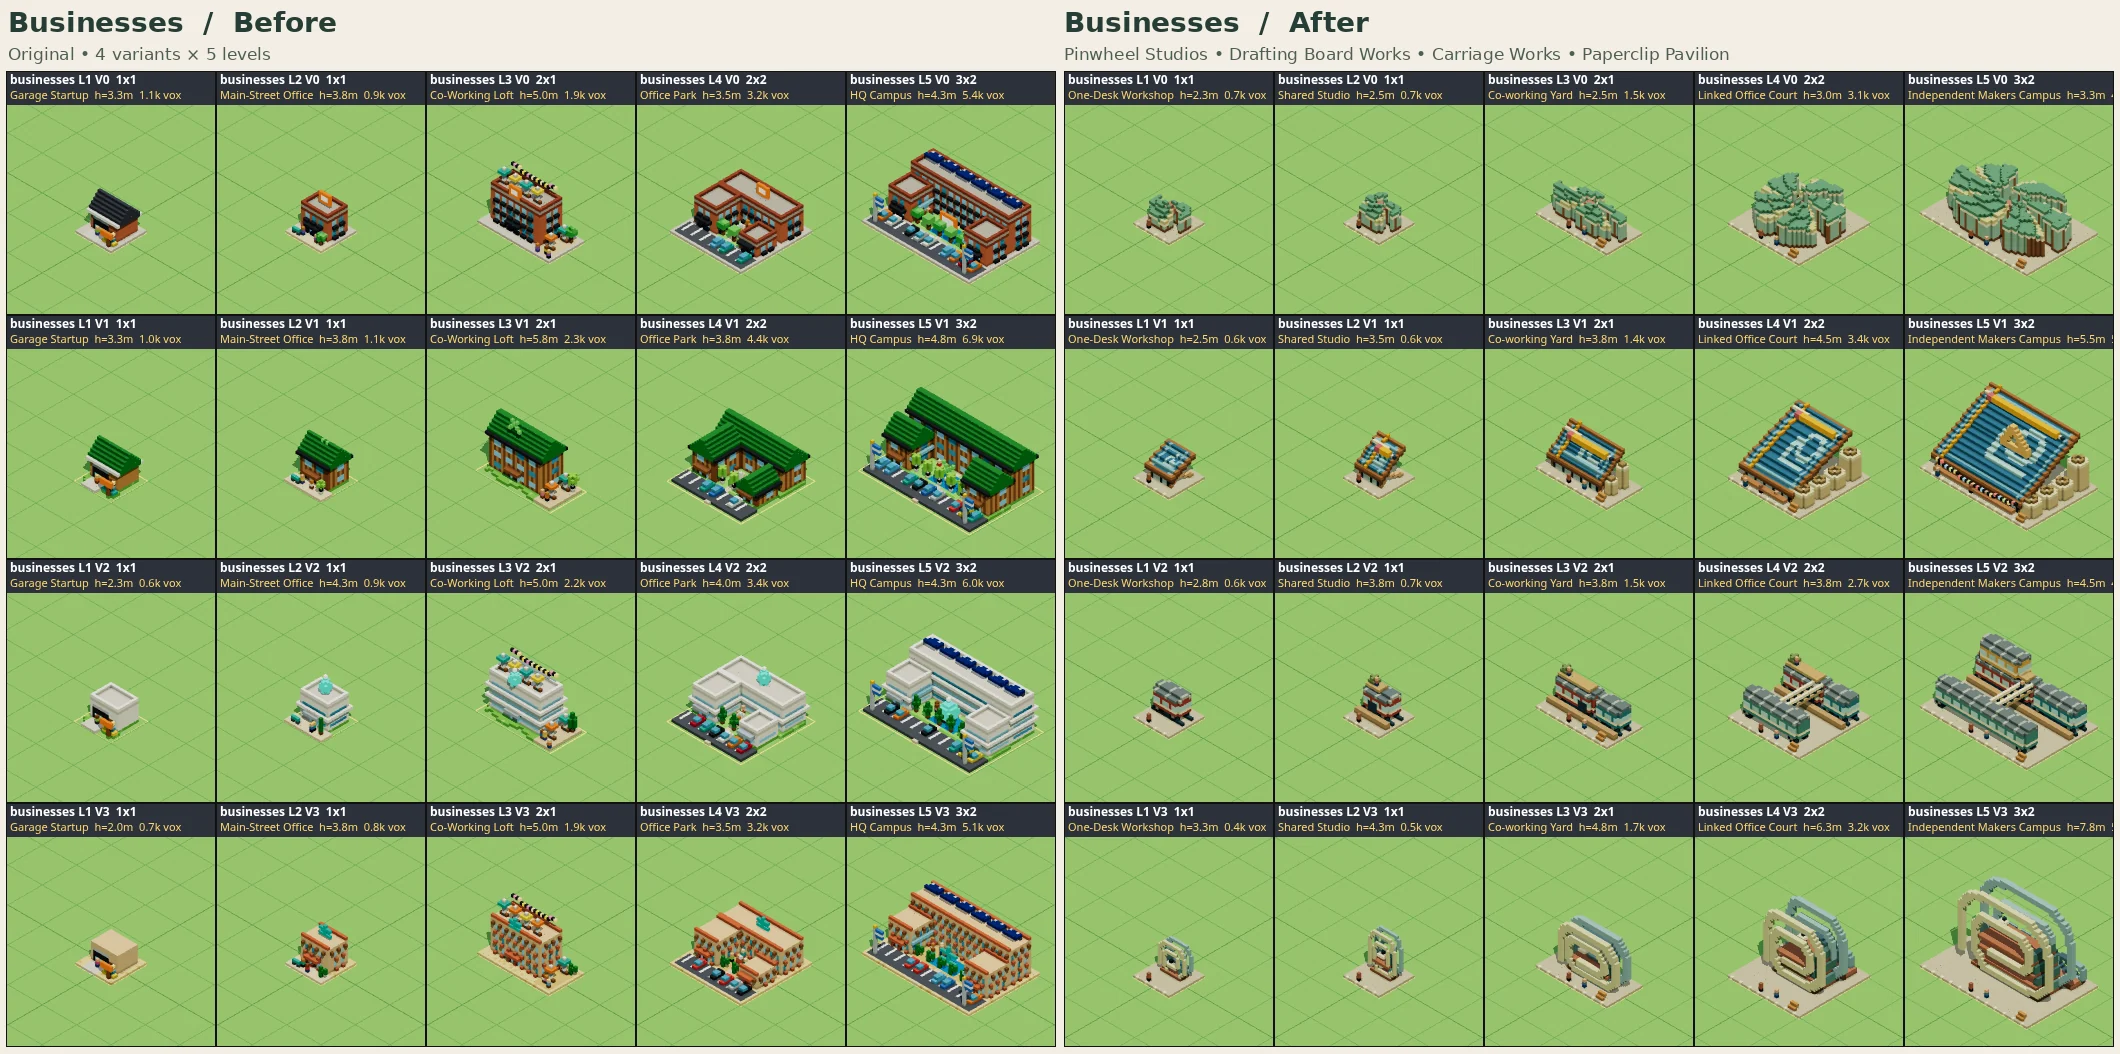 Businesses / Before
Original • 4 variants × 5 levels
businesses L1 V0 1x1
Garage Startup h=3.3m 1.1k vox
businesses L2 V0 1x1
Main-Street Office h=3.8m 0.9k vox
businesses L3 V0 2x1
Co-Working Loft h=5.0m 1.9k vox
businesses L4 V0 2x2
Office Park h=3.5m 3.2k vox
businesses L5 V0 3x2
HQ Campus h=4.3m 5.4k vox
businesses L1 V1 1x1
Garage Startup h=3.3m 1.0k vox
businesses L2 V1 1x1
Main-Street Office h=3.8m 1.1k vox
businesses L3 V1 2x1
Co-Working Loft h=5.8m 2.3k vox
businesses L4 V1 2x2
Office Park h=3.8m 4.4k vox
businesses L5 V1 3x2
HQ Campus h=4.8m 6.9k vox
businesses L1 V2 1x1
Garage Startup h=2.3m 0.6k vox
businesses L2 V2 1x1
Main-Street Office h=4.3m 0.9k vox
businesses L3 V2 2x1
Co-Working Loft h=5.0m 2.2k vox
businesses L4 V2 2x2
Office Park h=4.0m 3.4k vox
businesses L5 V2 3x2
HQ Campus h=4.3m 6.0k vox
businesses L1 V3 1x1
Garage Startup h=2.0m 0.7k vox
businesses L2 V3 1x1
Main-Street Office h=3.8m 0.8k vox
businesses L3 V3 2x1
Co-Working Loft h=5.0m 1.9k vox
businesses L4 V3 2x2
Office Park h=3.5m 3.2k vox
businesses L5 V3 3x2
HQ Campus h=4.3m 5.1k vox
Businesses / After
Pinwheel Studios • Drafting Board Works • Carriage Works • Paperclip Pavilion
businesses L1 V0 1x1
One-Desk Workshop h=2.3m 0.7k vox
businesses L2 V0 1x1
Shared Studio h=2.5m 0.7k vox
businesses L3 V0 2x1
Co-working Yard h=2.5m 1.5k vox
businesses L4 V0 2x2
Linked Office Court h=3.0m 3.1k vox
businesses L5 V0 3x2
Independent Makers Campus h=3.3m
businesses L1 V1 1x1
One-Desk Workshop h=2.5m 0.6k vox
businesses L2 V1 1x1
Shared Studio h=3.5m 0.6k vox
businesses L3 V1 2x1
Co-working Yard h=3.8m 1.4k vox
businesses L4 V1 2x2
Linked Office Court h=4.5m 3.4k vox
businesses L5 V1 3x2
Independent Makers Campus h=5.5m
businesses L1 V2 1x1
One-Desk Workshop h=2.8m 0.6k vox
businesses L2 V2 1x1
Shared Studio h=3.8m 0.7k vox
businesses L3 V2 2x1
Co-working Yard h=3.8m 1.5k vox
businesses L4 V2 2x2
Linked Office Court h=3.8m 2.7k vox
businesses L5 V2 3x2
Independent Makers Campus h=4.5m
businesses L1 V3 1x1
One-Desk Workshop h=3.3m 0.4k vox
businesses L2 V3 1x1
Shared Studio h=4.3m 0.5k vox
businesses L3 V3 2x1
Co-working Yard h=4.8m 1.7k vox
businesses L4 V3 2x2
Linked Office Court h=6.3m 3.2k vox
businesses L5 V3 3x2
Independent Makers Campus h=7.8m